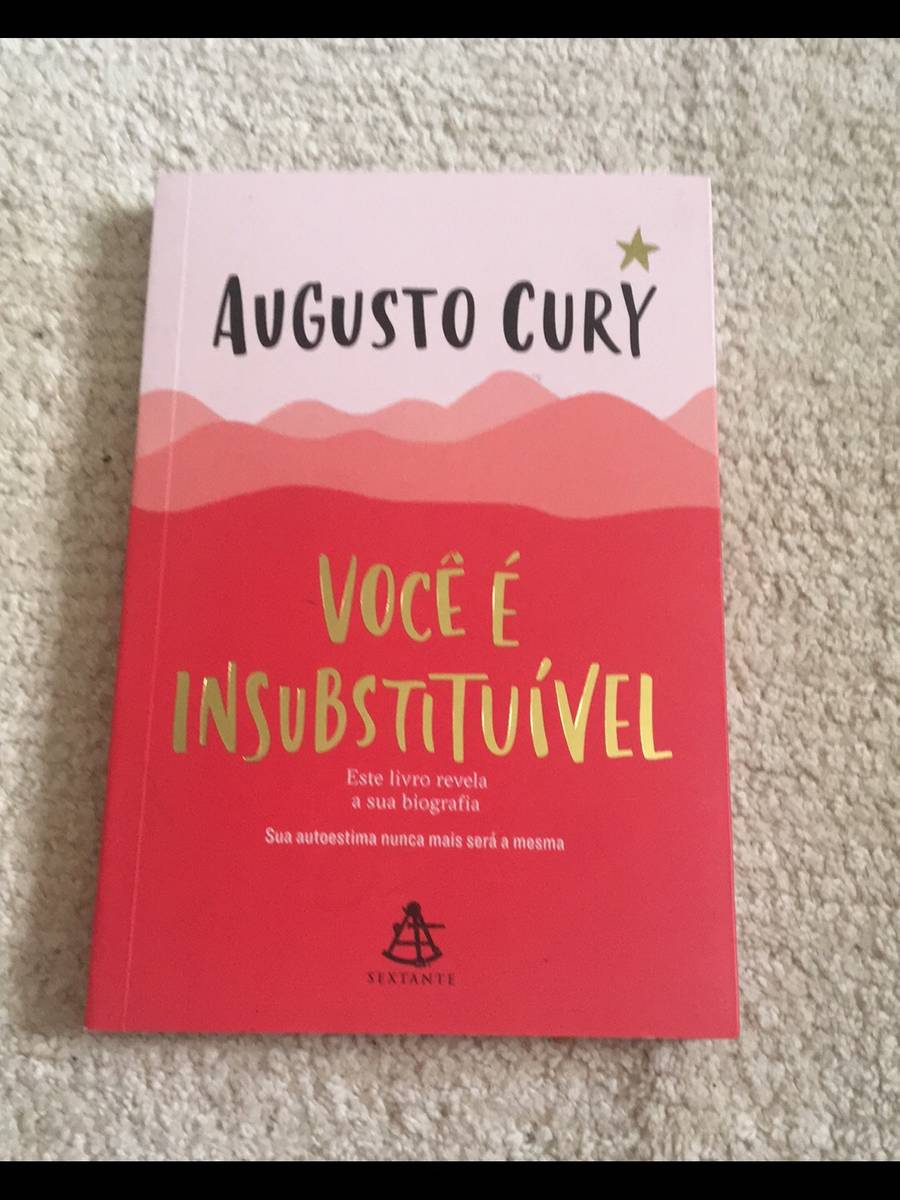 AUGUSTO CURY
VOCÊ É
INSUBSTITUÍVEL
Este livro revela
a sua biografia
Sua autoestima nunca mais será a mesma
SEXTANTE